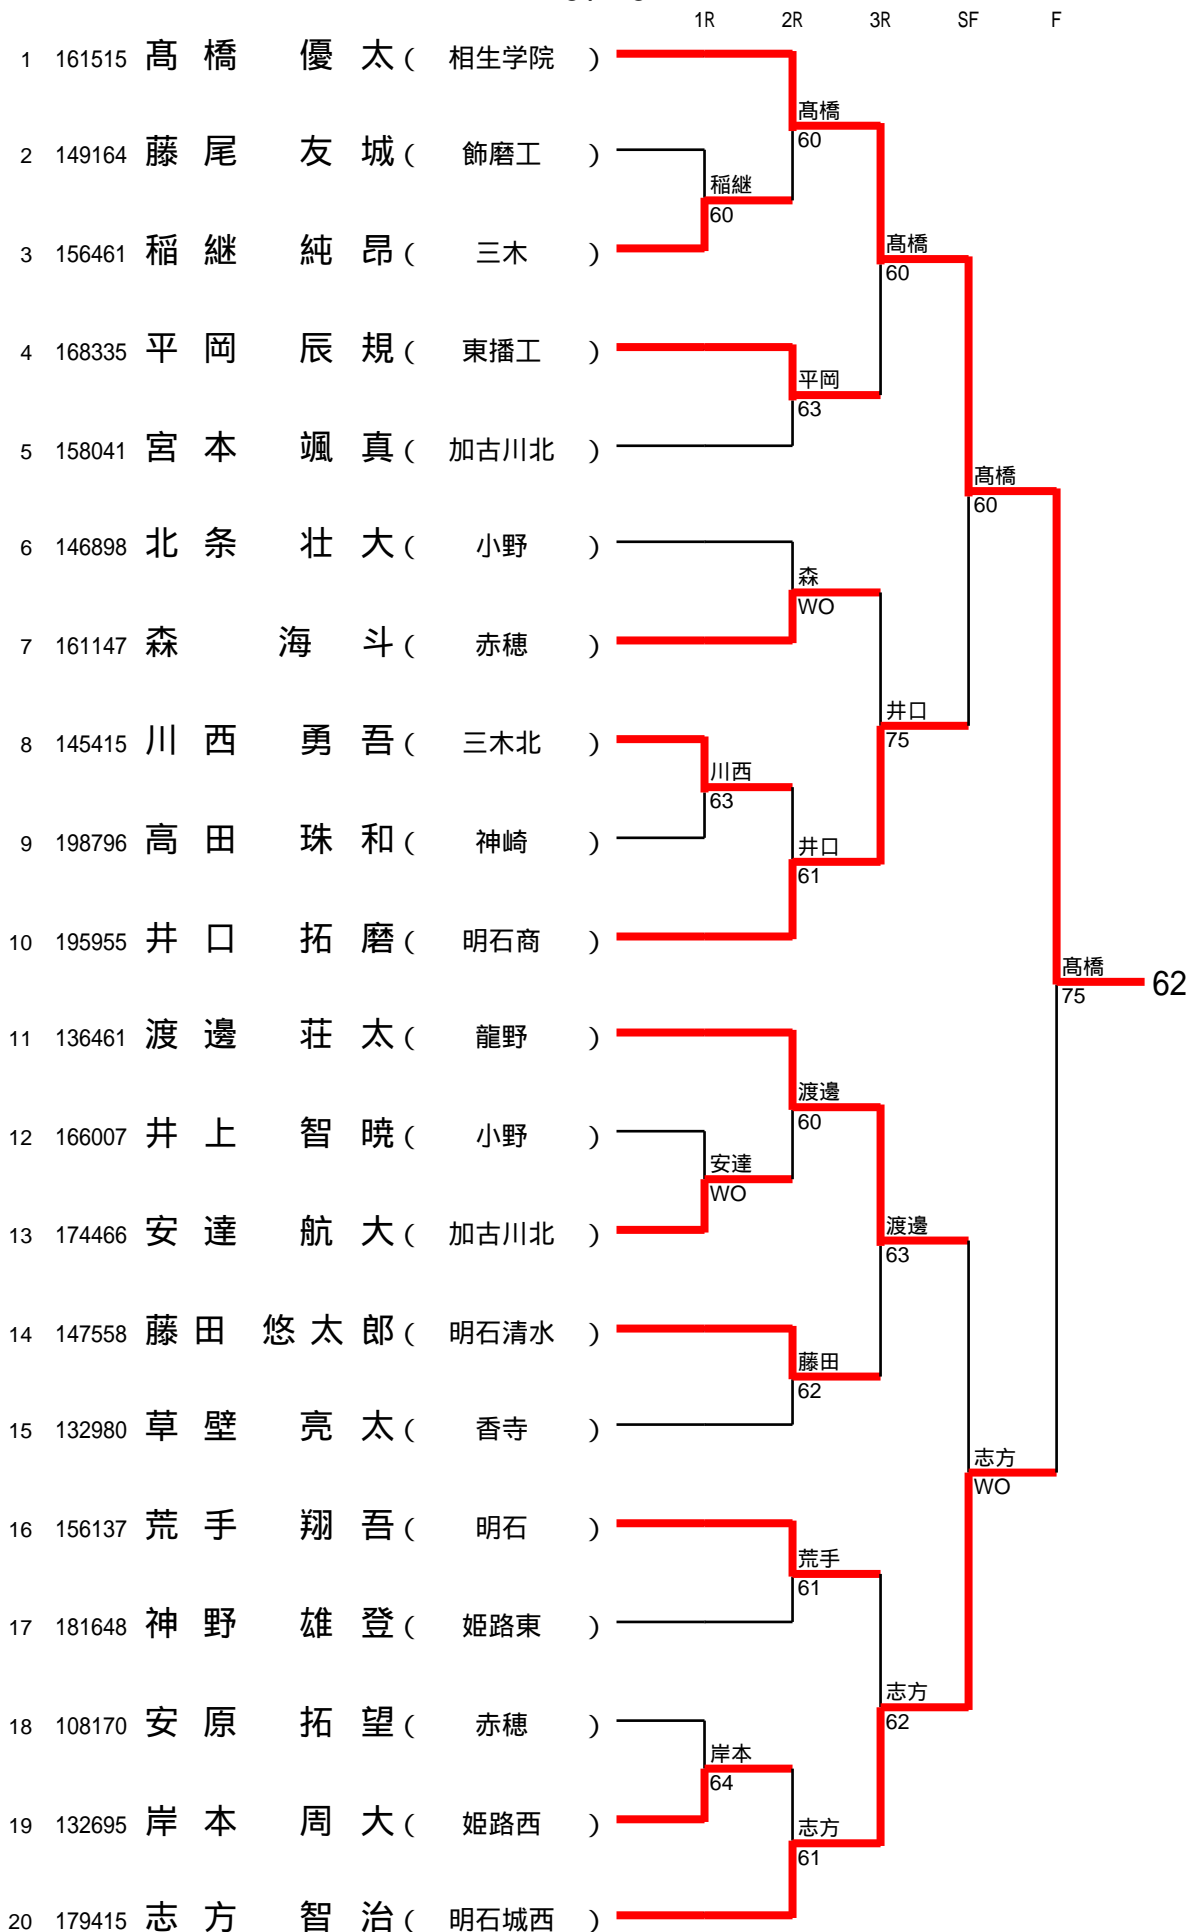 1R 2R 3R SF F
1 161515 髙橋 優太 ( 相生学院 )
髙橋
60
2 149164 藤尾 友城 ( 飾磨工 )
稲継
60
3 156461 稲継 純昂 ( 三木 )
髙橋
60
4 168335 平岡 辰規 ( 東播工 )
平岡
63
5 158041 宮本 颯真 ( 加古川北 )
髙橋
60
6 146898 北条 壮大 ( 小野 )
森
WO
7 161147 森 海斗 ( 赤穂 )
井口
75
8 145415 川西 勇吾 ( 三木北 )
川西
63
9 198796 高田 珠和 ( 神崎 )
井口
61
10 195955 井口 拓磨 ( 明石商 )
髙橋
75
62
11 136461 渡邊 荘太 ( 龍野 )
渡邊
60
12 166007 井上 智暁 ( 小野 )
安達
WO
13 174466 安達 航大 ( 加古川北 )
渡邊
63
14 147558 藤田 悠太郎 ( 明石清水 )
藤田
62
15 132980 草壁 亮太 ( 香寺 )
志方
WO
16 156137 荒手 翔吾 ( 明石 )
荒手
61
17 181648 神野 雄登 ( 姫路東 )
志方
62
18 108170 安原 拓望 ( 赤穂 )
岸本
64
19 132695 岸本 周大 ( 姫路西 )
志方
61
20 179415 志方 智治 ( 明石城西 )